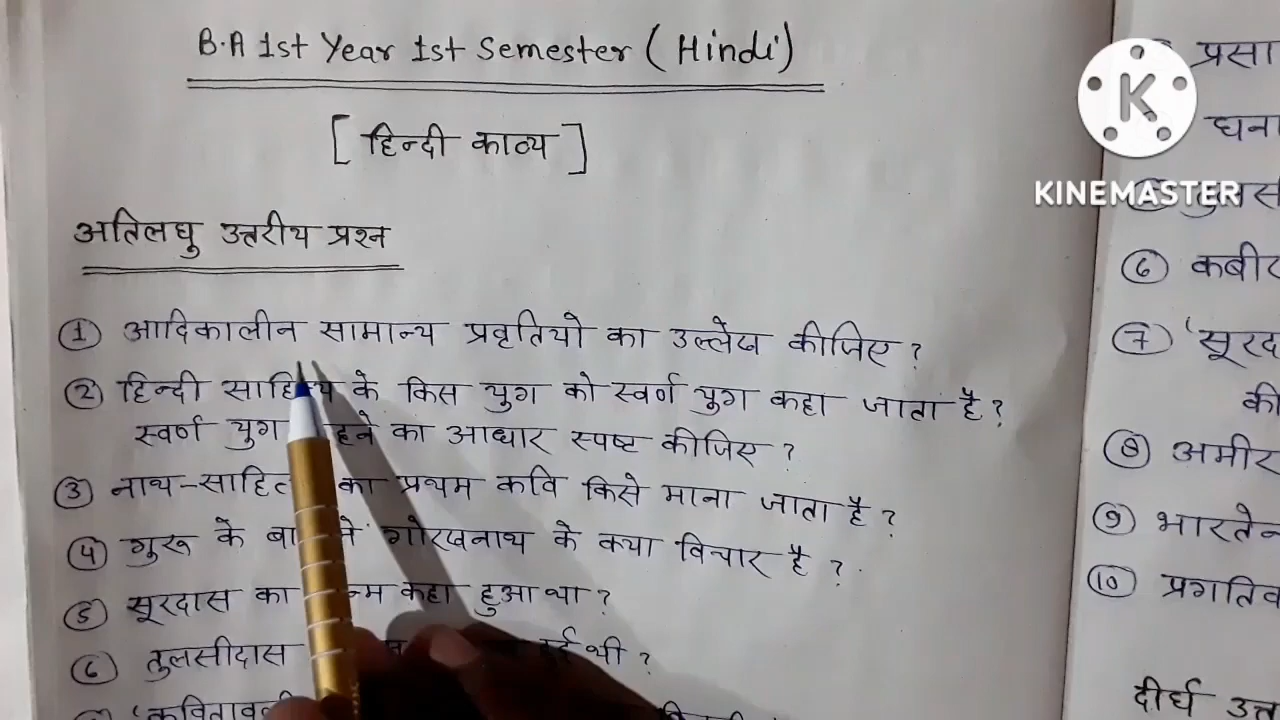 B.A 1st Year 1st Semester ( Hindi )
[ हिन्दी काव्य ]
अतिलघु उत्तरीय प्रश्न
① आदिकालीन सामान्य प्रवृतियो का उल्लेख कीजिए ?
② हिन्दी साहित्य के किस युग को स्वर्ण युग कहा जाता है ?
स्वर्ण युग का आधार स्पष्ट कीजिए ?
③ नाथ-साहित्य का प्रथम कवि किसे माना जाता है ?
④ गुरू के गोरखनाथ के क्या विचार है ?
⑤ सूरदास का कहा हुआ था ?
⑥ तुलसीदास हुई थी ?
K
KINEMASTER
प्रसा
घना
⑥ कबीर
⑦ 'सूरद
की
⑧ अमीर
⑨ भारतेन
⑩ प्रगतिव
दीर्घ उत्त